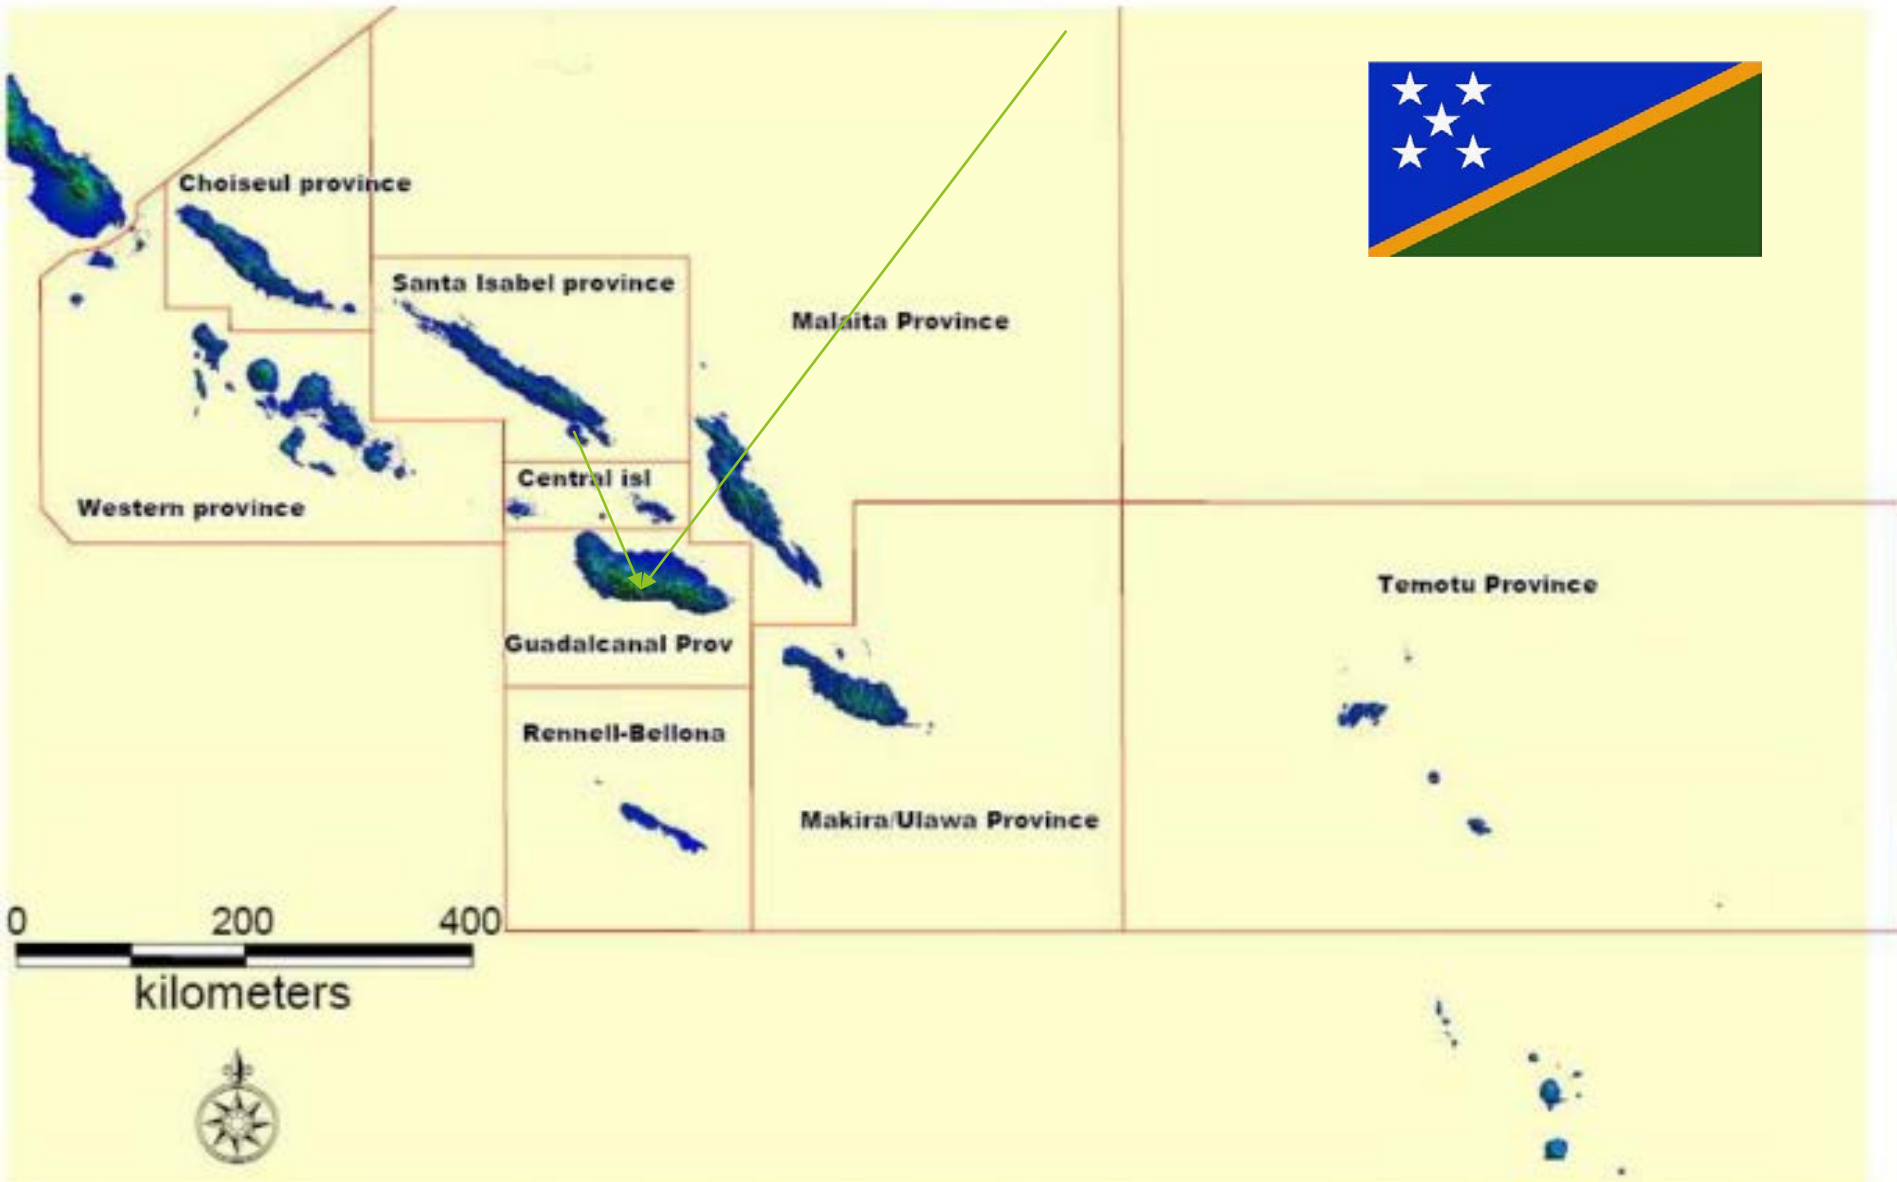 Choiseul province
Santa Isabel province
Malaita Province
Central isl
Western province
Temotu Province
Guadalcanal Prov
Rennell-Bellona
Makira/Ulawa Province
0 200 400
kilometers